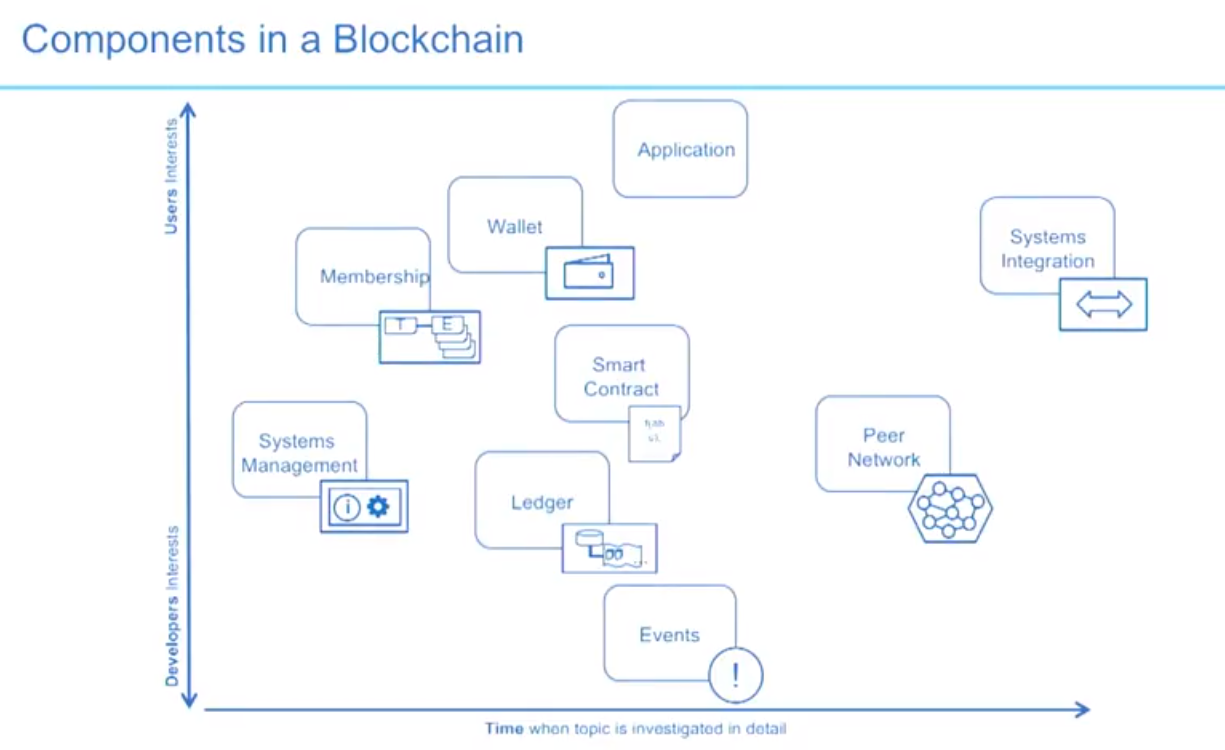 Components in a Blockchain
Users Interests
Application
Wallet
Membership
T
E
Systems
Integration
Smart
Contract
Systems
Management
i
Peer
Network
Ledger
Developers Interests
Events
!
Time when topic is investigated in detail